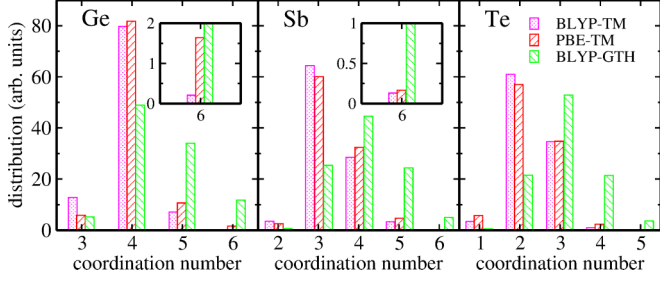 Ge
Sb
Te
BLYP-TM
PBE-TM
BLYP-GTH
distribution (arb. units)
80
60
40
20
0
2
1
0
6
1
0.5
0
6
3 4 5 6
2 3 4 5
1 2 3 4 5
coordination number
coordination number
coordination number